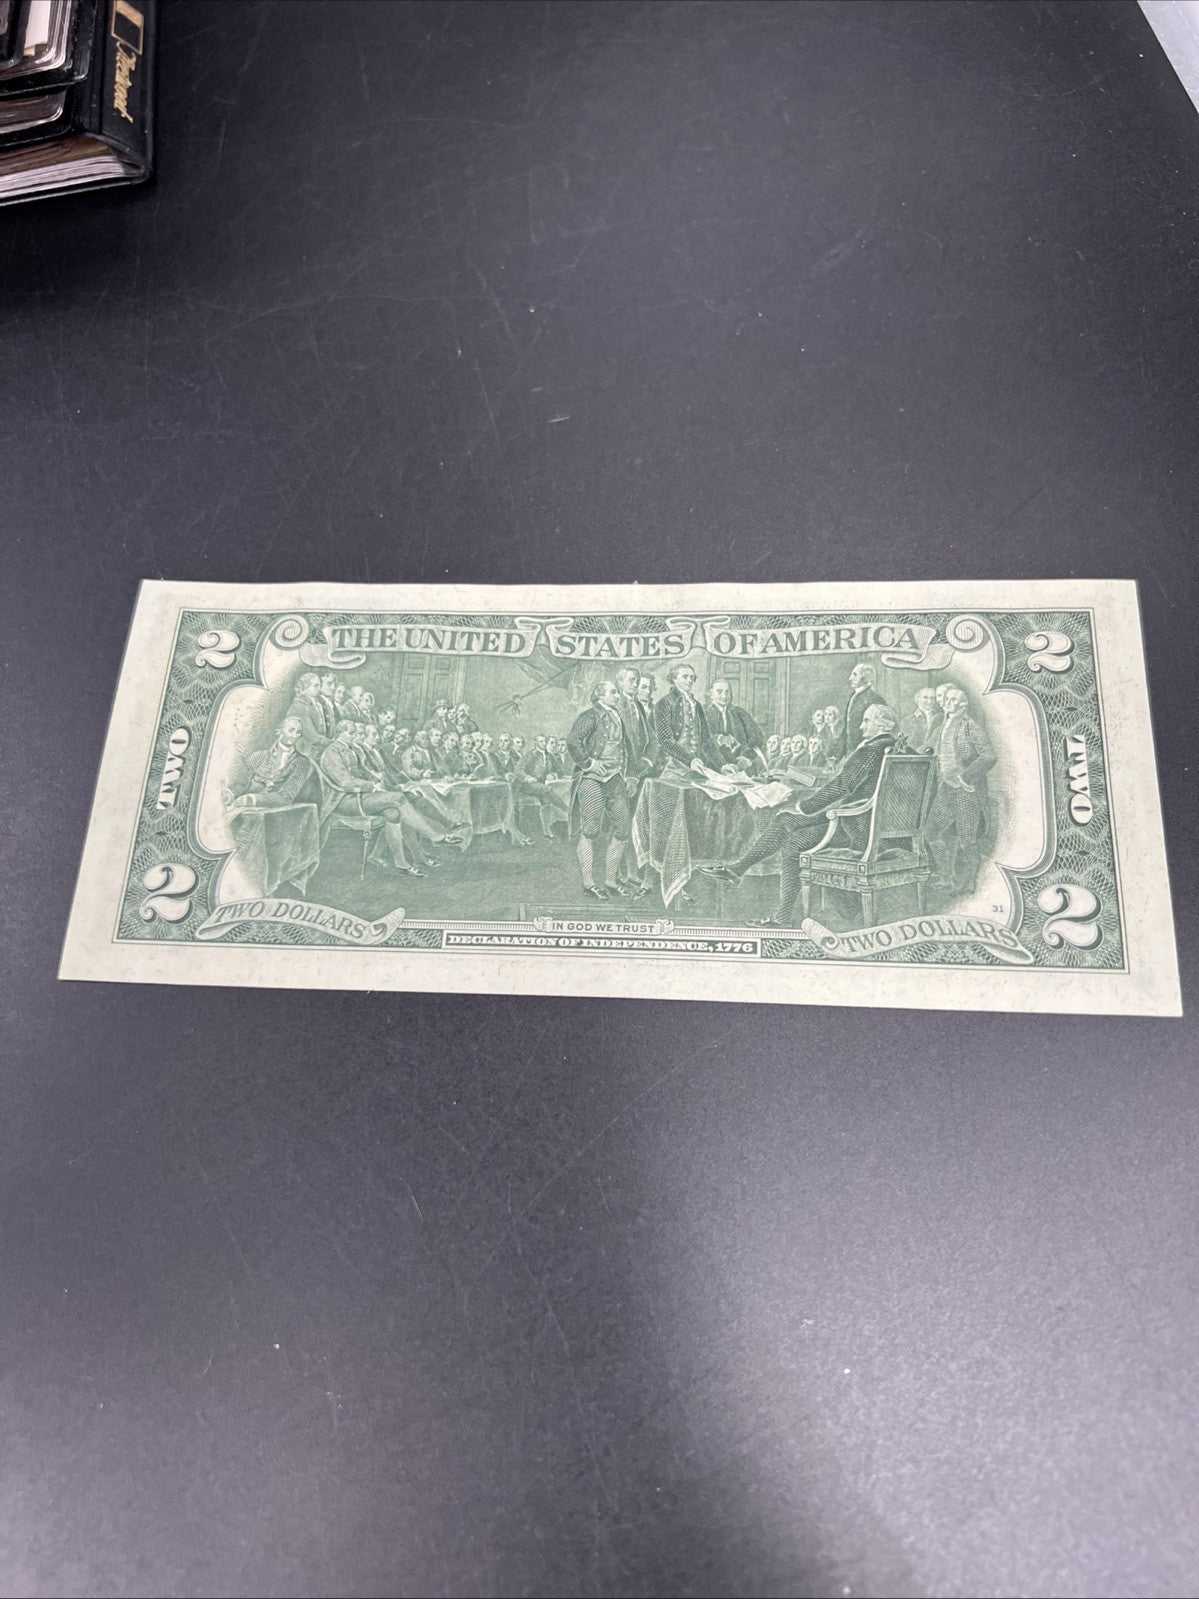 THE UNITED STATES OF AMERICA
2
2
TWO
TWO
2
2
TWO DOLLARS
TWO DOLLARS
31
IN GOD WE TRUST
DECLARATION OF INDEPENDENCE, 1776